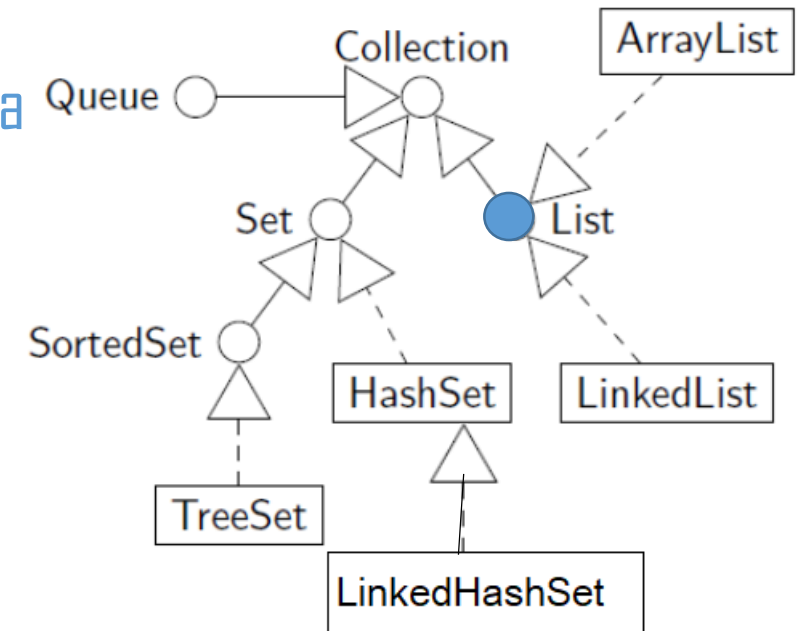 Collection
ArrayList
Queue
a
Set
List
SortedSet
HashSet
LinkedList
TreeSet
LinkedHashSet